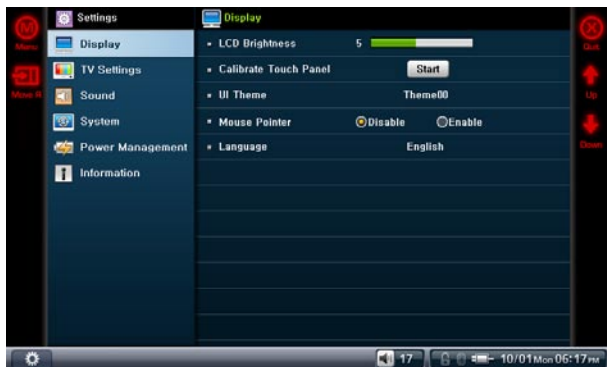 Settings
Display
Menu
Quit
Display
LCD Brightness 5
TV Settings
Calibrate Touch Panel Start
Move R
Up
Sound
UI Theme Theme00
System
Mouse Pointer Disable Enable
Down
Power Management
Language English
Information
17 10/01 Mon 06:17 PM